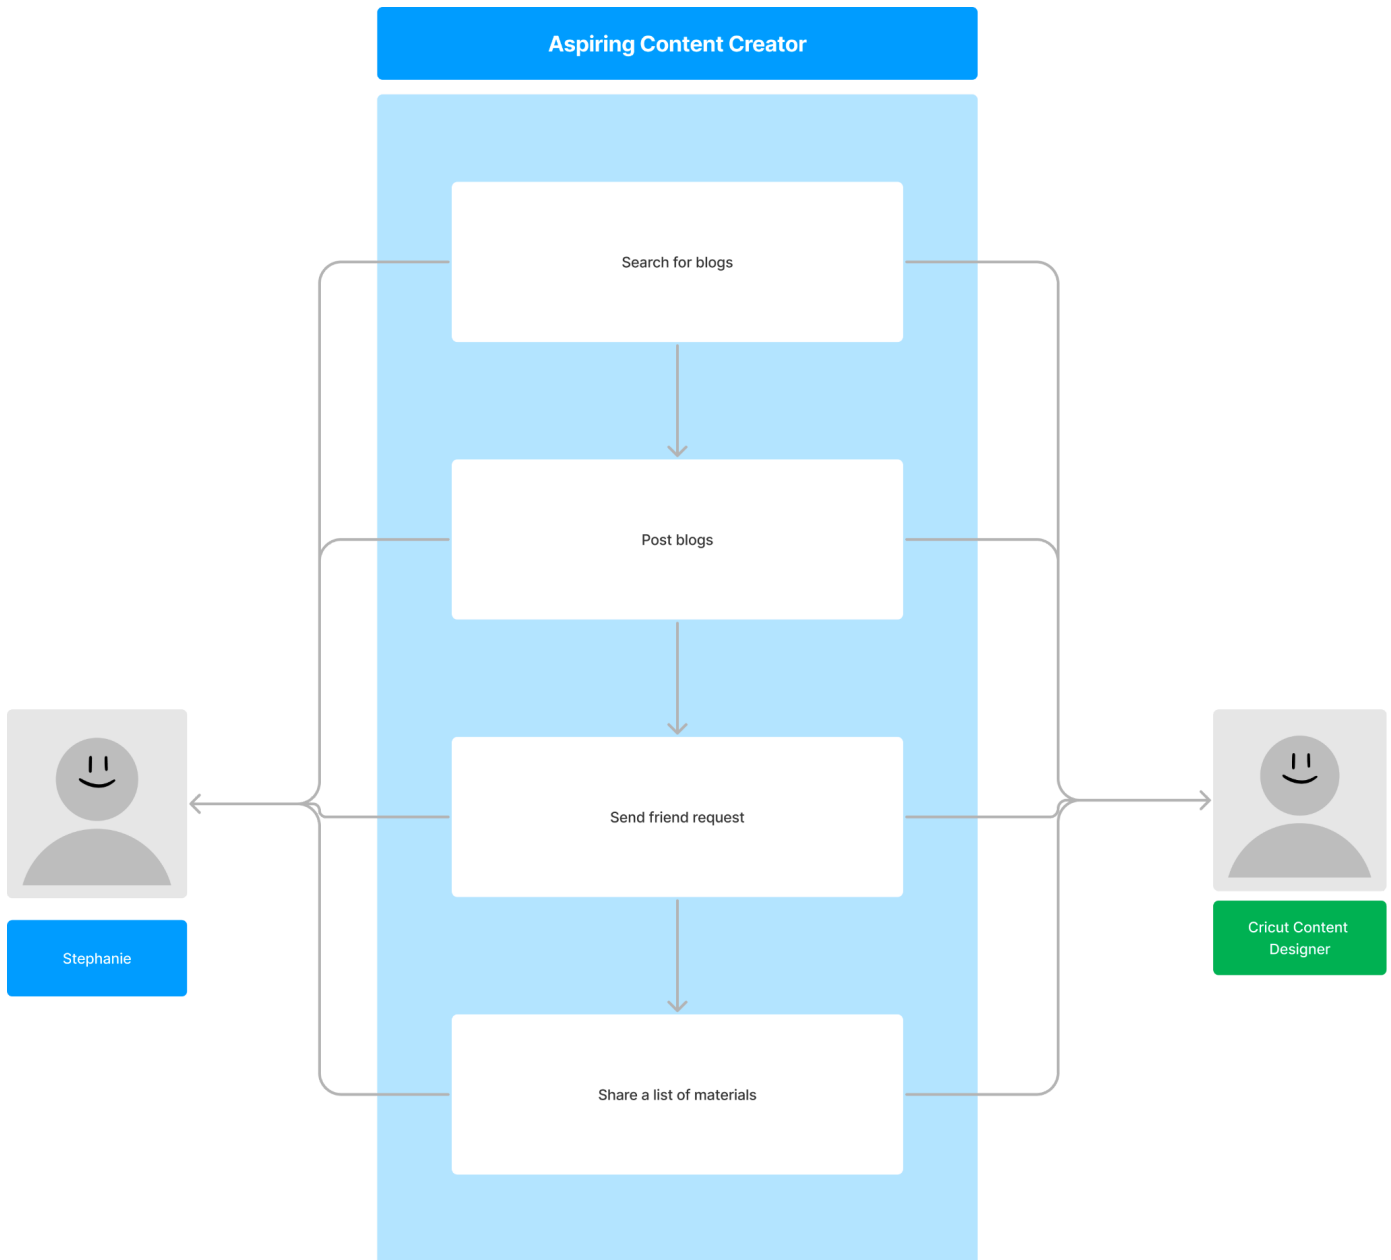 Aspiring Content Creator
Search for blogs
Post blogs
Send friend request
Share a list of materials
Stephanie
Cricut Content
Designer